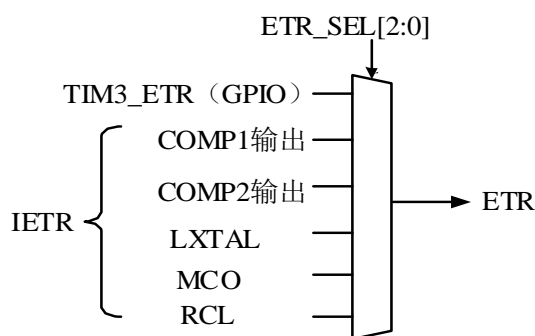 ETR_SEL[2:0]
TIM3_ETR（GPIO）
COMP1输出
COMP2输出
ETR
IETR
LXTAL
MCO
RCL